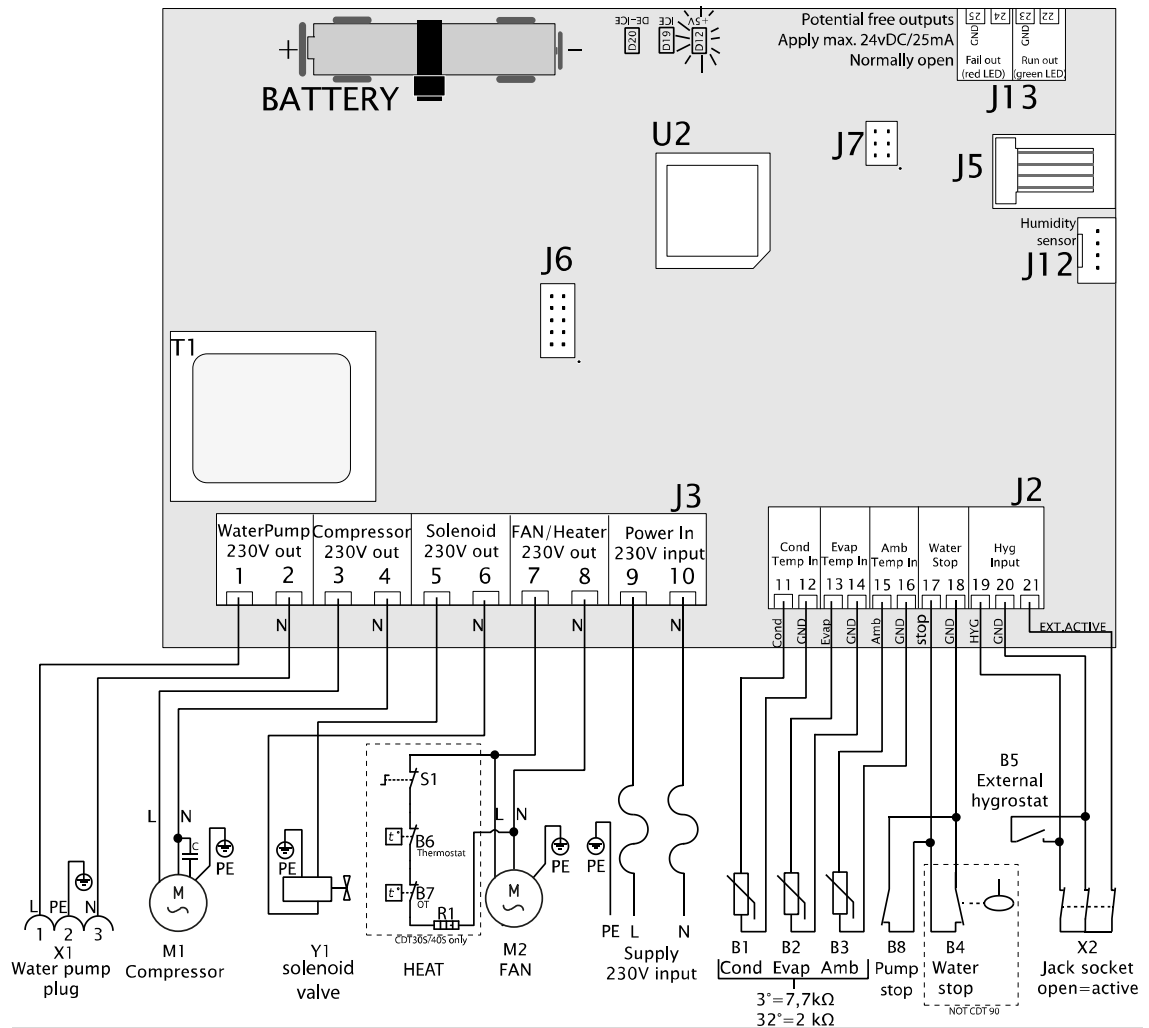 +
-
BATTERY
D20
DE-ICE
D19
ICE
D12
+5V
Potential free outputs
Apply max. 24vDC/25mA
Normally open
25
24
23
22
GND
GND
Fail out
(red LED)
Run out
(green LED)
J13
U2
J7
J5
Humidity
sensor
J12
J6
T1
J3
J2
WaterPump
230V out
1
2
Compressor
230V out
3
4
Solenoid
230V out
5
6
FAN/Heater
230V out
7
8
Power In
230V input
9
10
Cond
Temp In
11
12
Evap
Temp In
13
14
Amb
Temp In
15
16
Water
Stop
17
18
Hyg
Input
19
20
21
N
N
N
N
N
Cond
GND
Evap
GND
Amb
GND
stop
GND
HYG
GND
EXT.ACTIVE
L
PE
N
1
2
3
X1
Water pump
plug
L
N
C
PE
M
M1
Compressor
PE
Y1
solenoid
valve
S1
t°
B6
Thermostat
t°
B7
OT
R1
CDT30S/40S only
HEAT
L
N
PE
M
M2
FAN
PE
PE
L
N
Supply
230V input
B1
Cond
B2
Evap
B3
Amb
3°=7,7kΩ
32°=2 kΩ
B8
Pump
stop
B4
Water
stop
NOT CDT 90
B5
External
hygrostat
X2
Jack socket
open=active